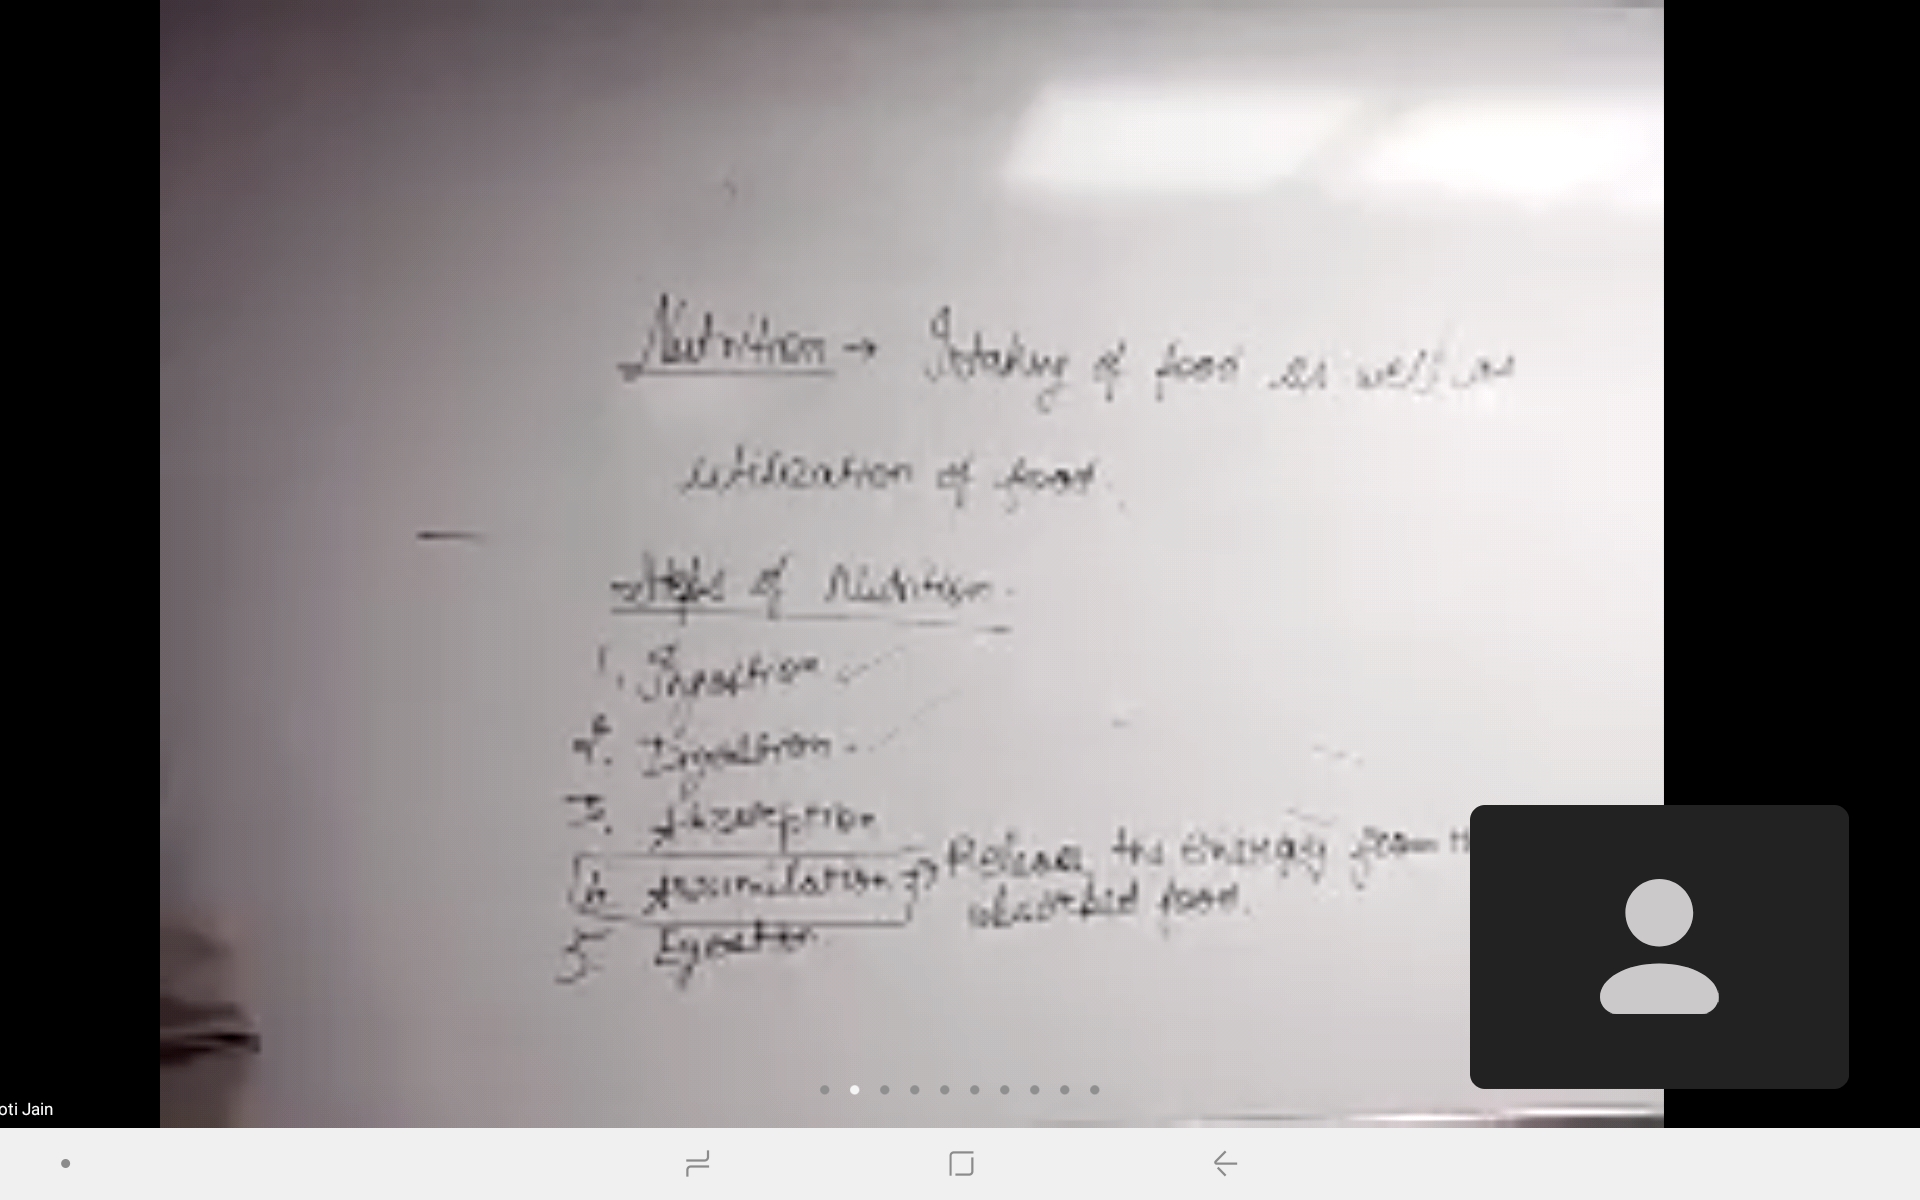 Nutrition → Intaking of food as well as
utilization of food.
Steps of Nutrition.
1. Ingestion
2. Digestion
3. Absorption
4. Assimilation → Release the energy from
absorbed food.
5. Egestion
oti Jain